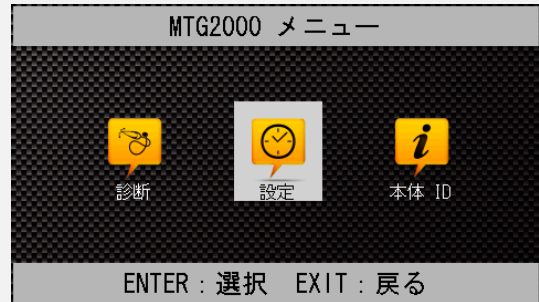 MTG2000 メニュー
診断
設定
本体 ID
ENTER：選択 EXIT：戻る